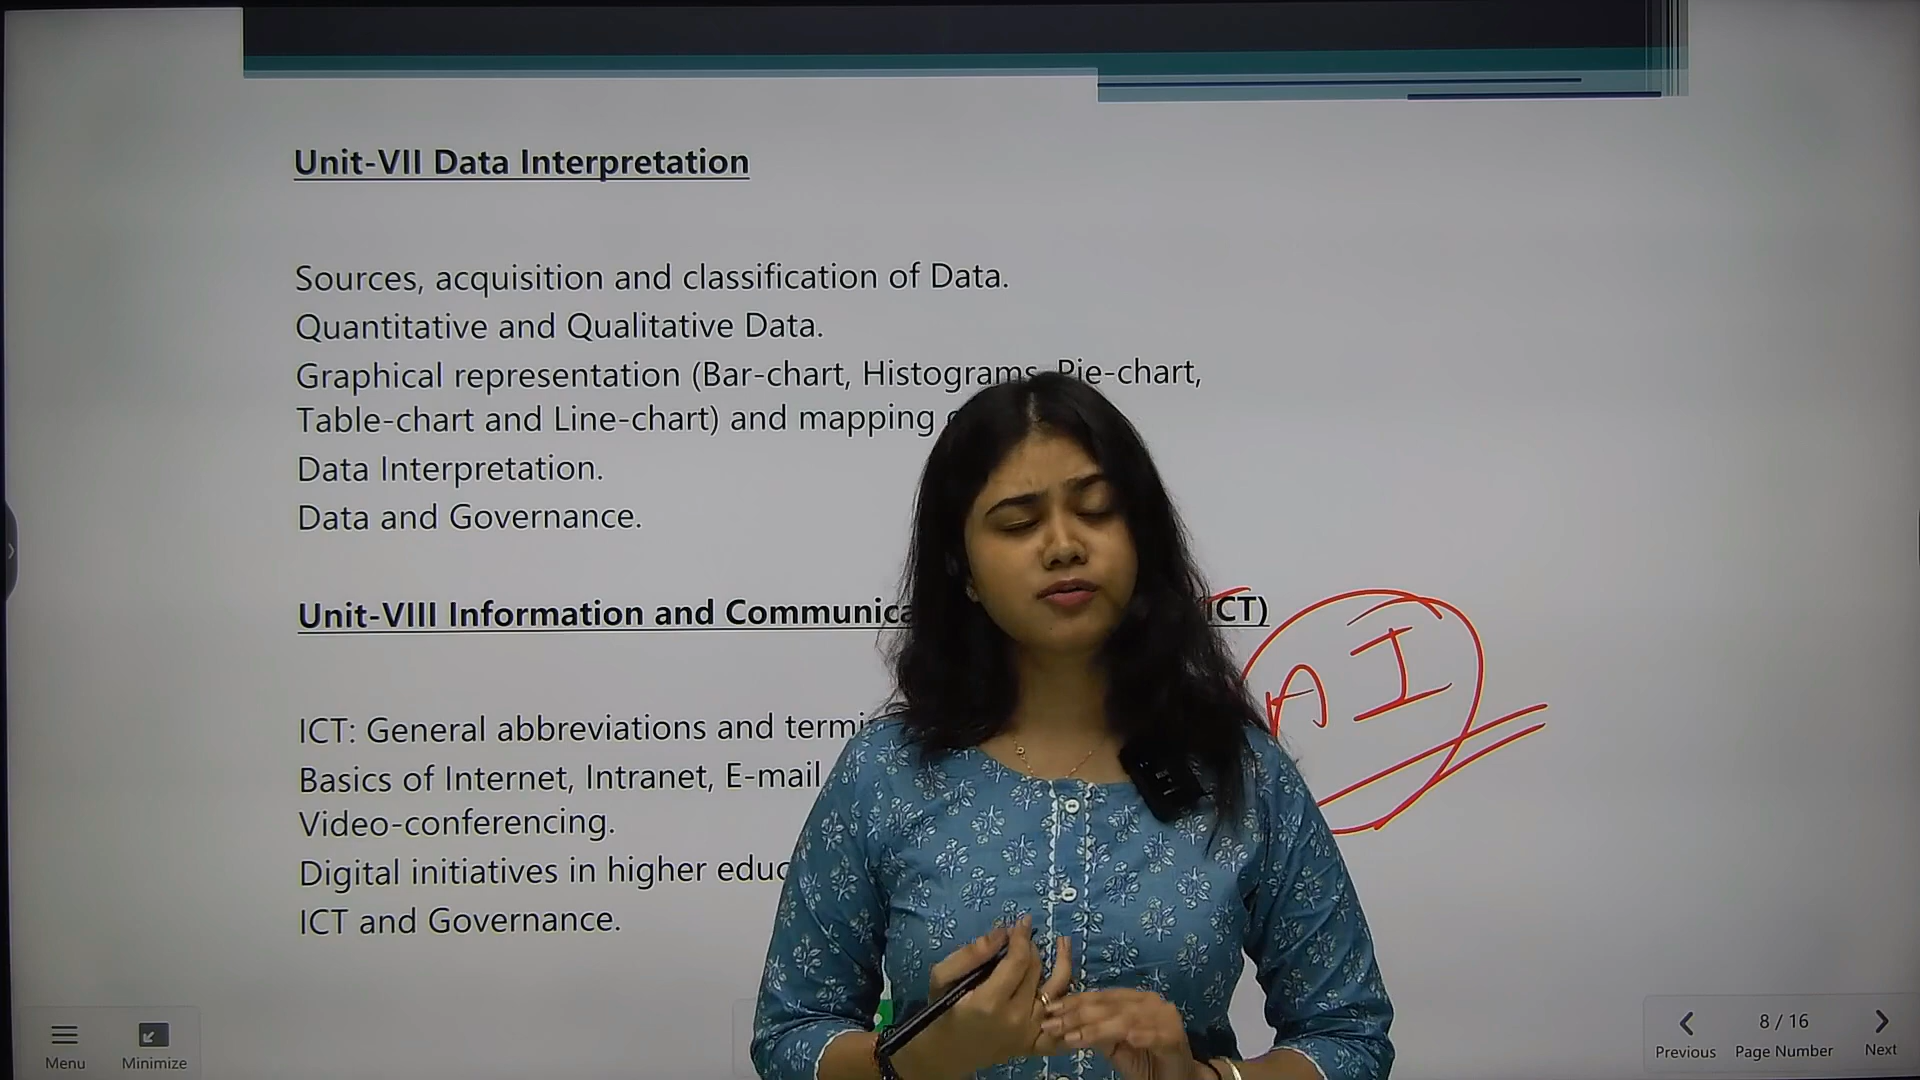 Unit-VII Data Interpretation
Sources, acquisition and classification of Data.
Quantitative and Qualitative Data.
Graphical representation (Bar-chart, Histograms, Pie-chart,
Table-chart and Line-chart) and mapping
Data Interpretation.
Data and Governance.
Unit-VIII Information and ICT)
AI
ICT: General abbreviations and
Basics of Internet, Intranet, E-mail
Video-conferencing.
Digital initiatives in higher
ICT and Governance.
Menu
Minimize
8 / 16
Previous Page Number Next